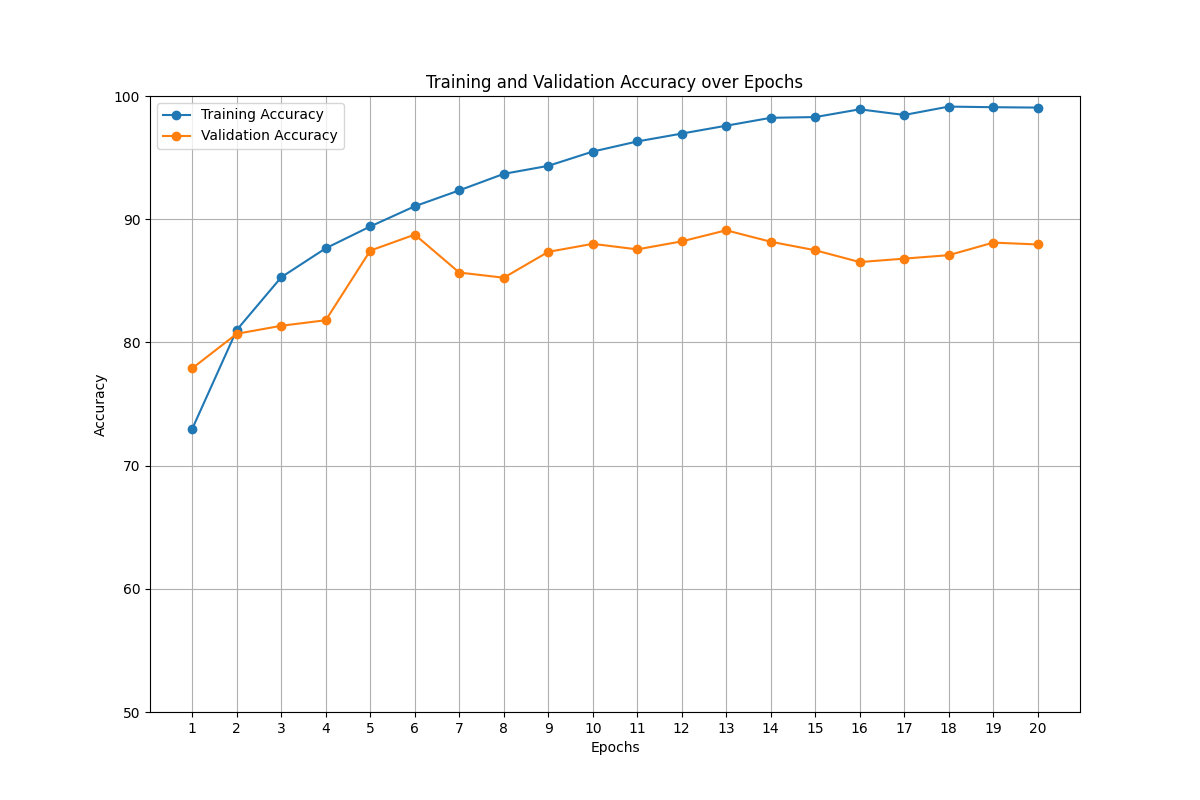 Training and Validation Accuracy over Epochs
Training Accuracy
Validation Accuracy
100
90
80
70
60
50
Accuracy
1 2 3 4 5 6 7 8 9 10 11 12 13 14 15 16 17 18 19 20
Epochs